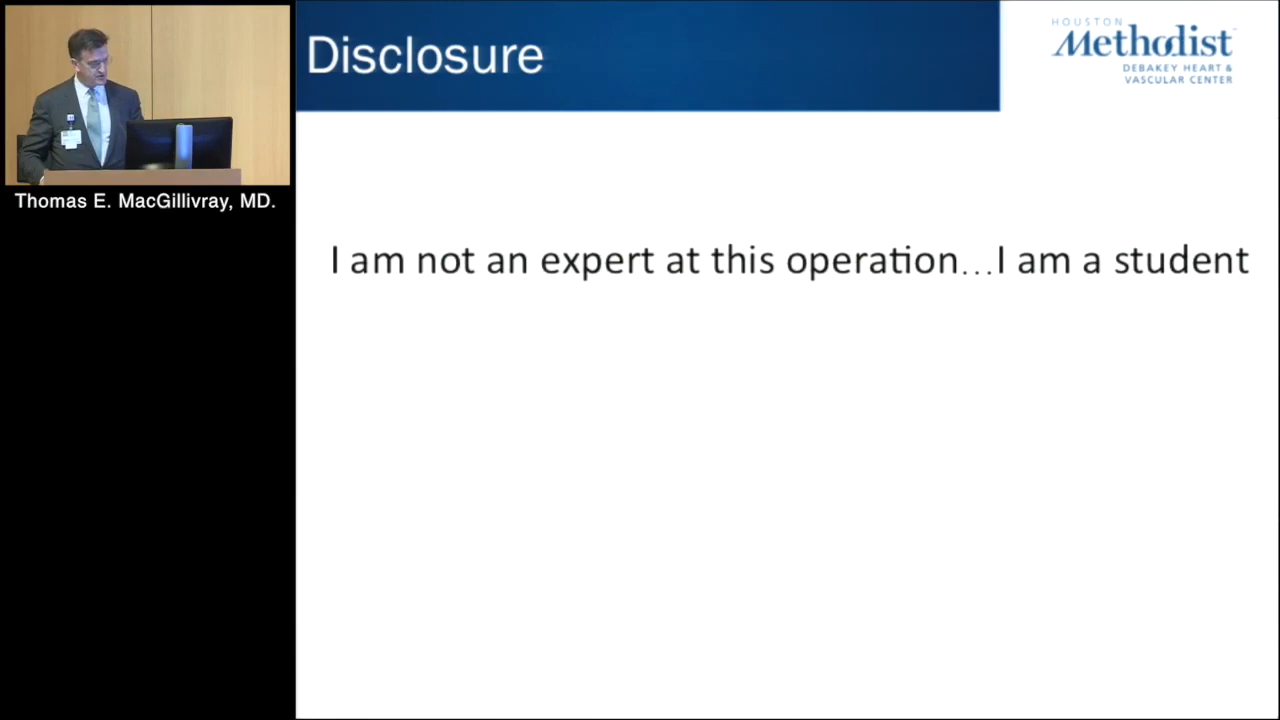 Disclosure
HOUSTON
Methodist
DEBAKEY HEART &
VASCULAR CENTER
Thomas E. MacGillivray, MD.
I am not an expert at this operation...I am a student